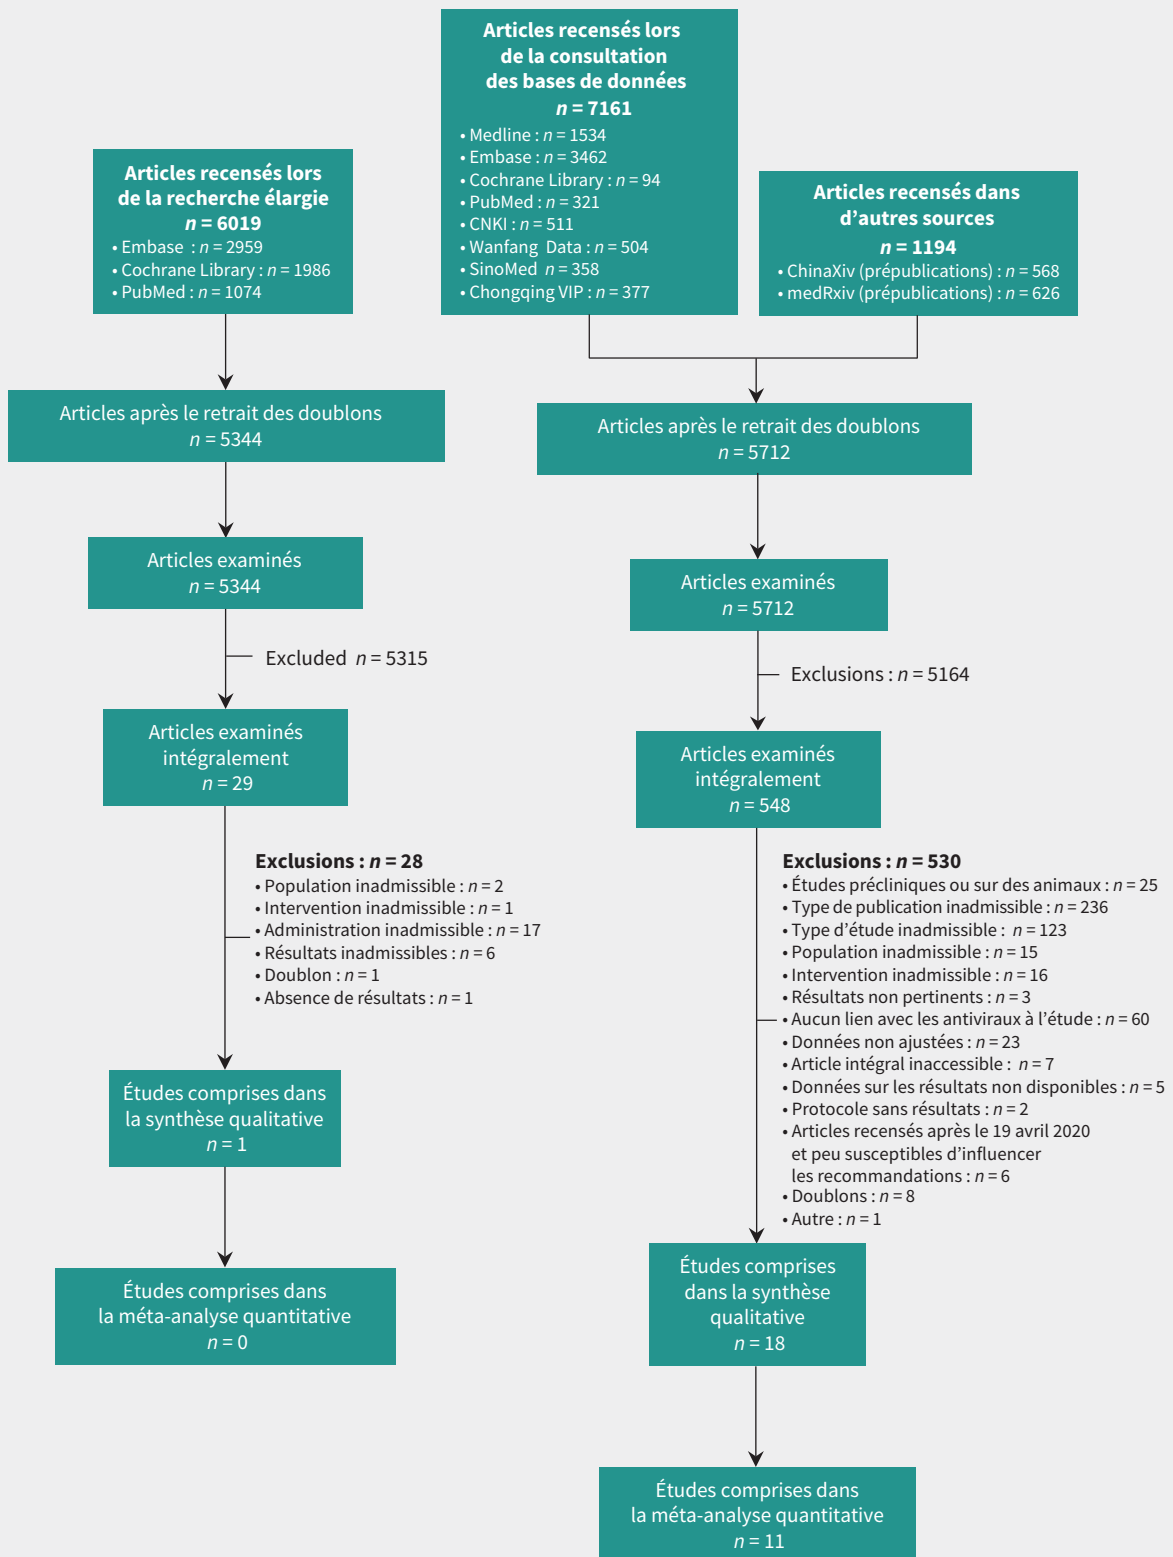 Articles recensés lors
de la consultation
des bases de données
n = 7161
• Medline : n = 1534
• Embase : n = 3462
• Cochrane Library : n = 94
• PubMed : n = 321
• CNKI : n = 511
• Wanfang Data : n = 504
• SinoMed n = 358
• Chongqing VIP : n = 377
Articles recensés lors
de la recherche élargie
n = 6019
• Embase : n = 2959
• Cochrane Library : n = 1986
• PubMed : n = 1074
Articles recensés dans
d’autres sources
n = 1194
• ChinaXiv (prépublications) : n = 568
• medRxiv (prépublications) : n = 626
Articles après le retrait des doublons
n = 5344
Articles examinés
n = 5344
Excluded n = 5315
Articles examinés
intégralement
n = 29
Exclusions : n = 28
• Population inadmissible : n = 2
• Intervention inadmissible : n = 1
• Administration inadmissible : n = 17
• Résultats inadmissibles : n = 6
• Doublon : n = 1
• Absence de résultats : n = 1
Études comprises dans
la synthèse qualitative
n = 1
Études comprises dans
la méta-analyse quantitative
n = 0
Articles après le retrait des doublons
n = 5712
Articles examinés
n = 5712
Exclusions : n = 5164
Articles examinés
intégralement
n = 548
Exclusions : n = 530
• Études précliniques ou sur des animaux : n = 25
• Type de publication inadmissible : n = 236
• Type d’étude inadmissible : n = 123
• Population inadmissible : n = 15
• Intervention inadmissible : n = 16
• Résultats non pertinents : n = 3
• Aucun lien avec les antiviraux à l’étude : n = 60
• Données non ajustées : n = 23
• Article intégral inaccessible : n = 7
• Données sur les résultats non disponibles : n = 5
• Protocole sans résultats : n = 2
• Articles recensés après le 19 avril 2020
et peu susceptibles d’influencer
les recommandations : n = 6
• Doublons : n = 8
• Autre : n = 1
Études comprises
dans la synthèse
qualitative
n = 18
Études comprises dans
la méta-analyse quantitative
n = 11